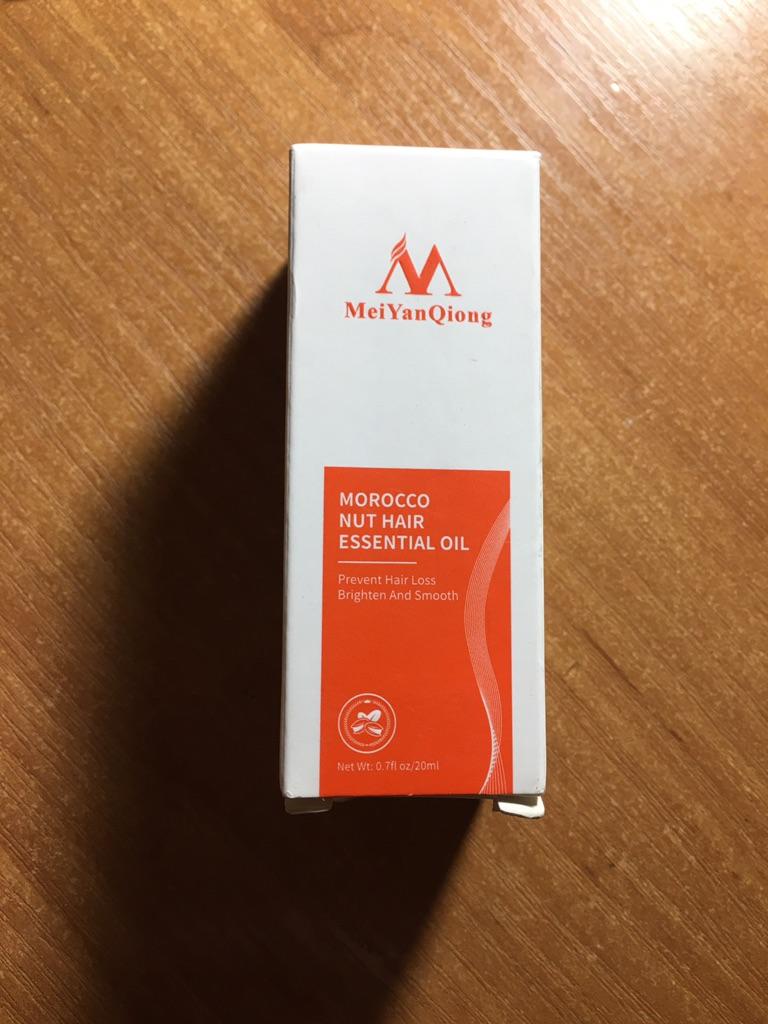 MeiYanQiong
MOROCCO
NUT HAIR
ESSENTIAL OIL
Prevent Hair Loss
Brighten And Smooth
Net Wt: 0.7fl oz/20ml